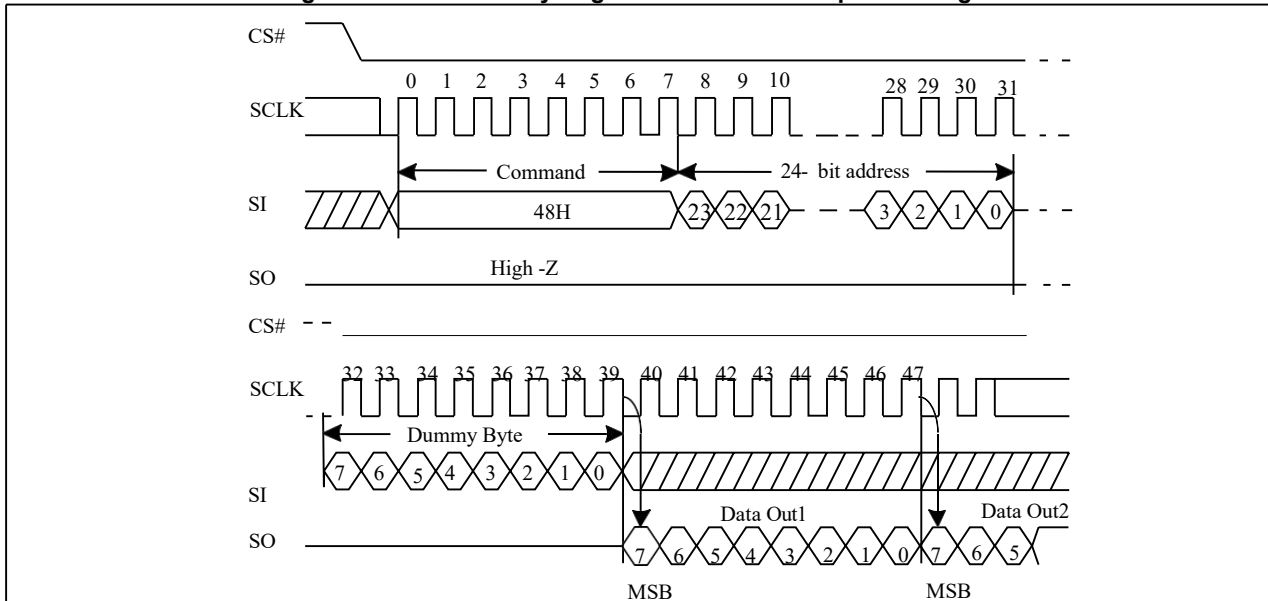 CS#
0 1 2 3 4 5 6 7 8 9 10 28 29 30 31
SCLK
Command 24- bit address
SI 48H 23 22 21 3 2 1 0
High -Z
SO
CS#
32 33 34 35 36 37 38 39 40 41 42 43 44 45 46 47
SCLK
Dummy Byte
7 6 5 4 3 2 1 0
SI
Data Out1 Data Out2
SO
7 6 5 4 3 2 1 0 7 6 5
MSB MSB